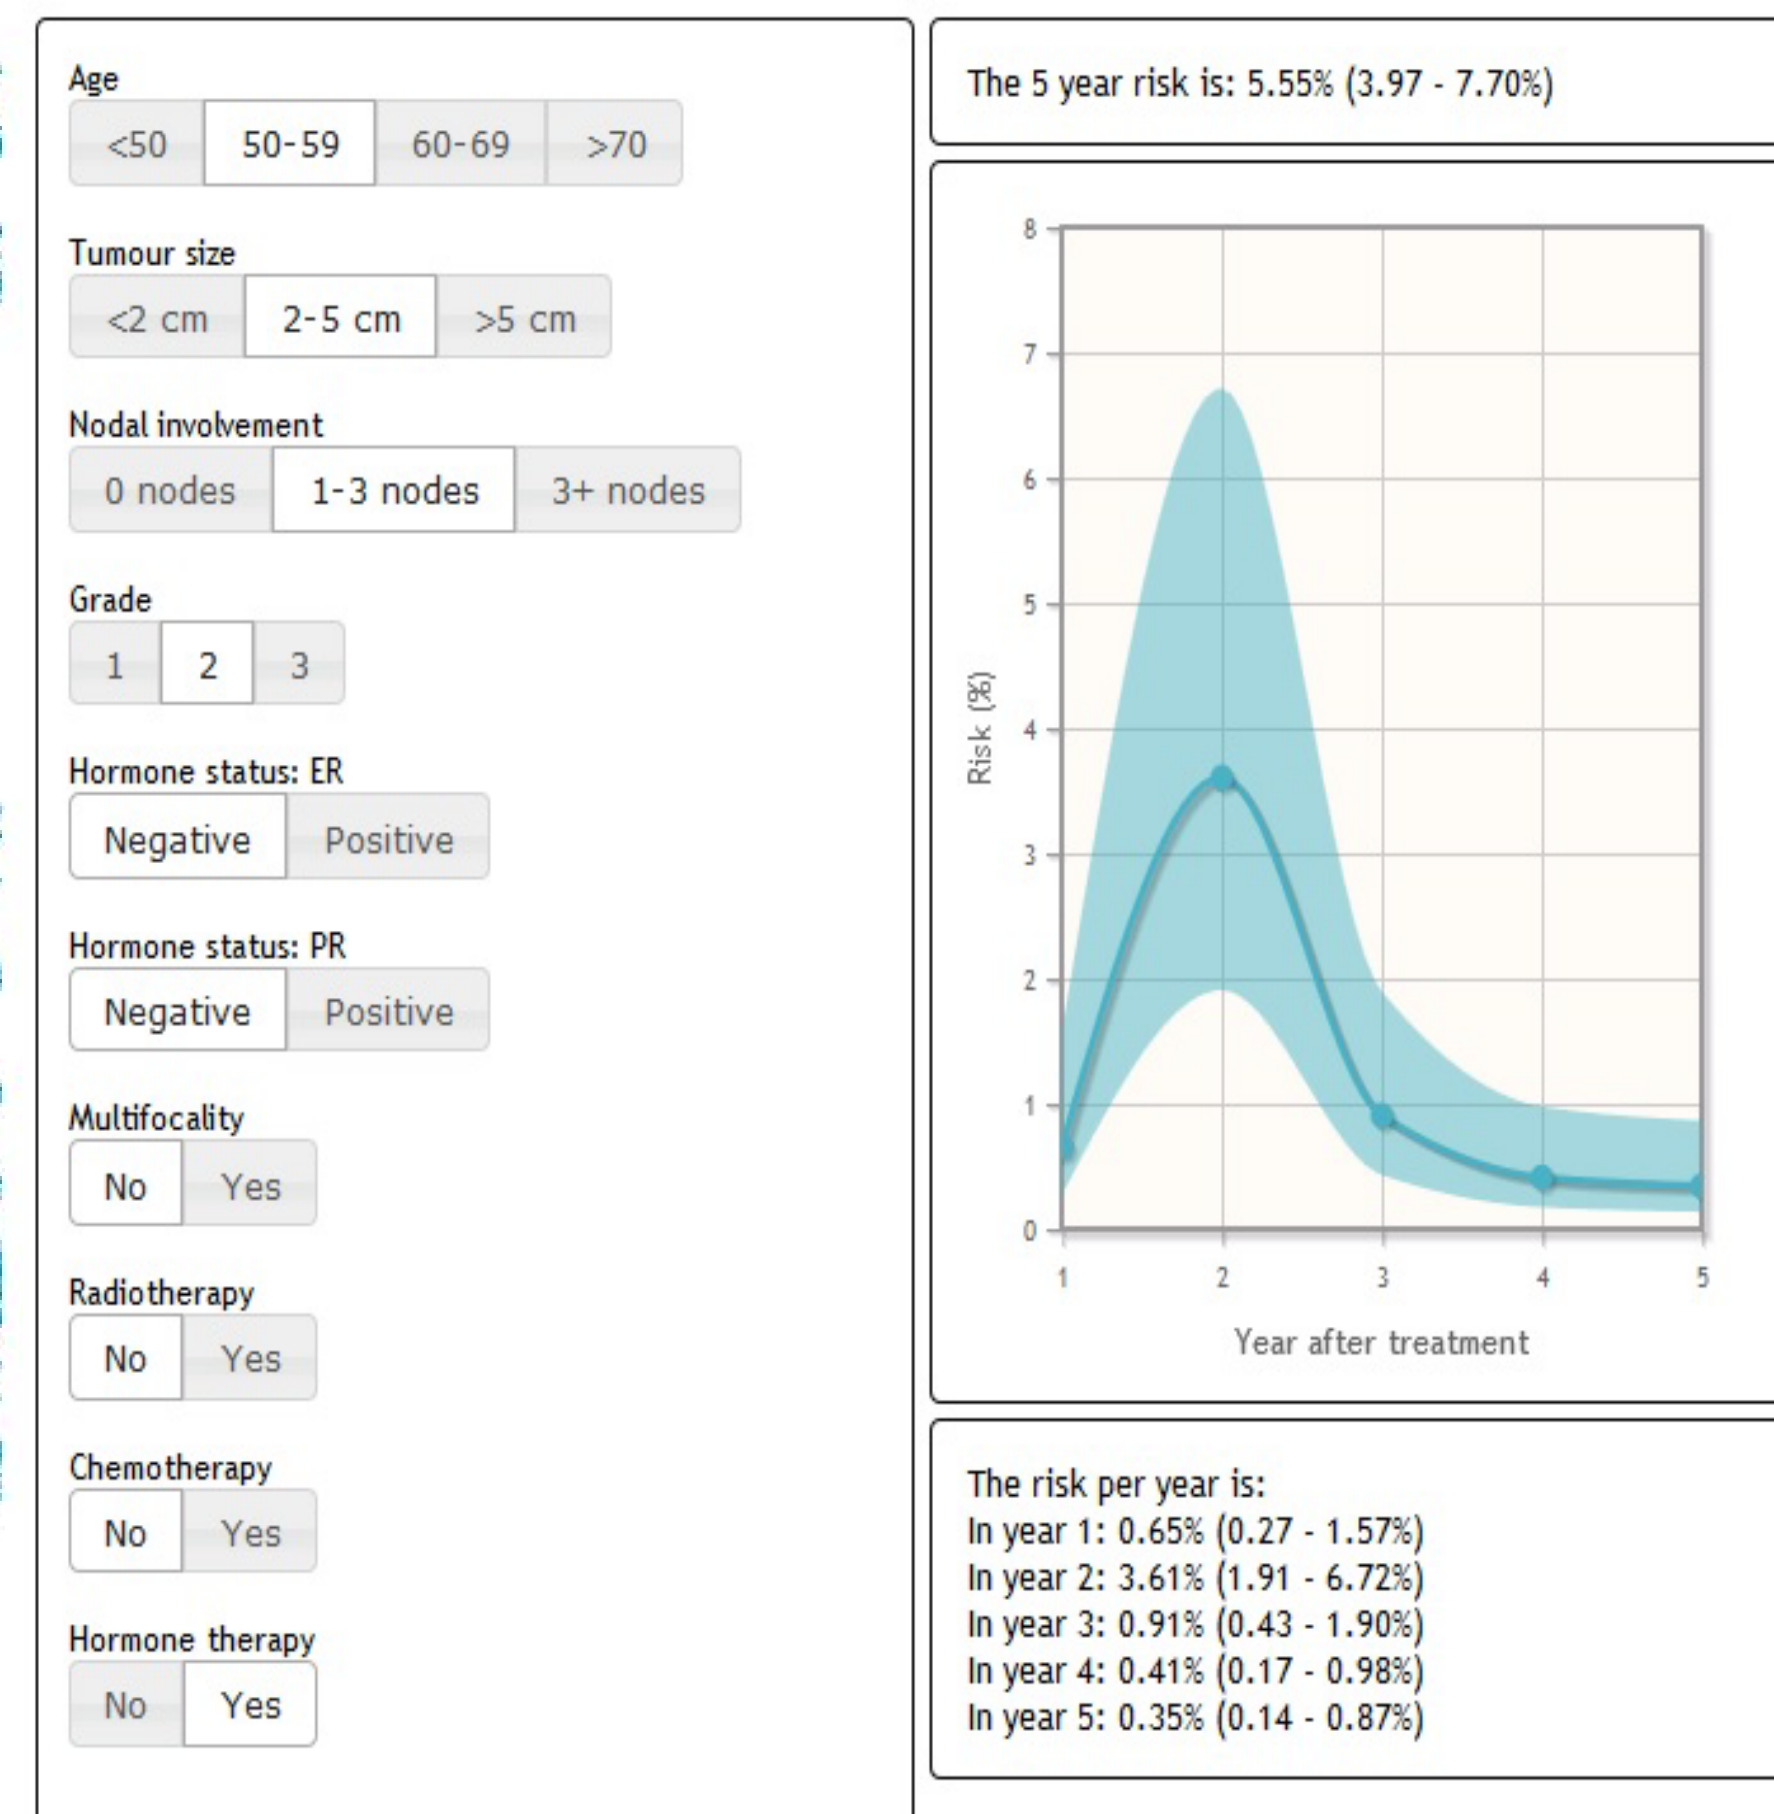 Age
<50 50-59 60-69 >70
Tumour size
<2 cm 2-5 cm >5 cm
Nodal involvement
0 nodes 1-3 nodes 3+ nodes
Grade
1 2 3
Hormone status: ER
Negative Positive
Hormone status: PR
Negative Positive
Multifocality
No Yes
Radiotherapy
No Yes
Chemotherapy
No Yes
Hormone therapy
No Yes
The 5 year risk is: 5.55% (3.97 - 7.70%)
Risk (%)
8
7
6
5
4
3
2
1
0
1 2 3 4 5
Year after treatment
The risk per year is:
In year 1: 0.65% (0.27 - 1.57%)
In year 2: 3.61% (1.91 - 6.72%)
In year 3: 0.91% (0.43 - 1.90%)
In year 4: 0.41% (0.17 - 0.98%)
In year 5: 0.35% (0.14 - 0.87%)